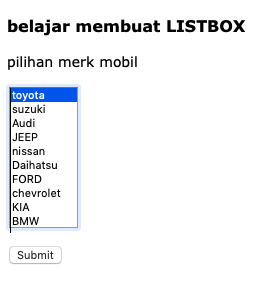 belajar membuat LISTBOX
pilihan merk mobil
toyota
suzuki
Audi
JEEP
nissan
Daihatsu
FORD
chevrolet
KIA
BMW
Submit